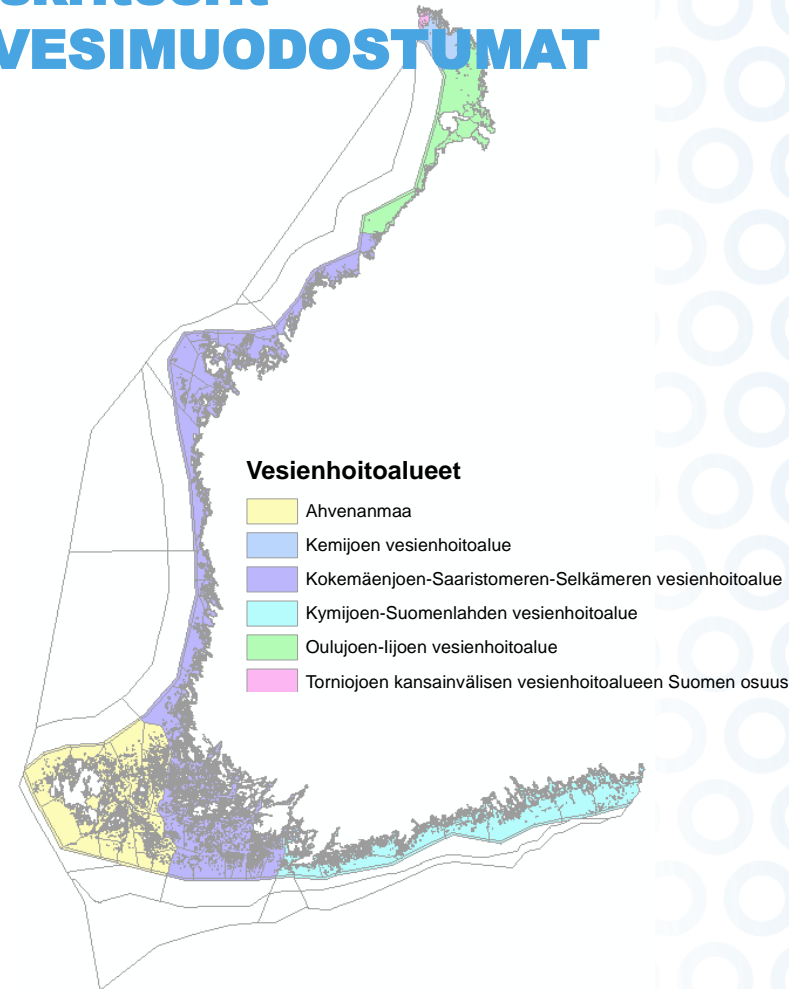 VESIMUODOSTUMAT
Vesienhoitoalueet
Ahvenanmaa
Kemijoen vesienhoitoalue
Kokemäenjoen-Saaristomeren-Selkämeren vesienhoitoalue
Kymijoen-Suomenlahden vesienhoitoalue
Oulujoen-Iijoen vesienhoitoalue
Torniojoen kansainvälisen vesienhoitoalueen Suomen osuus